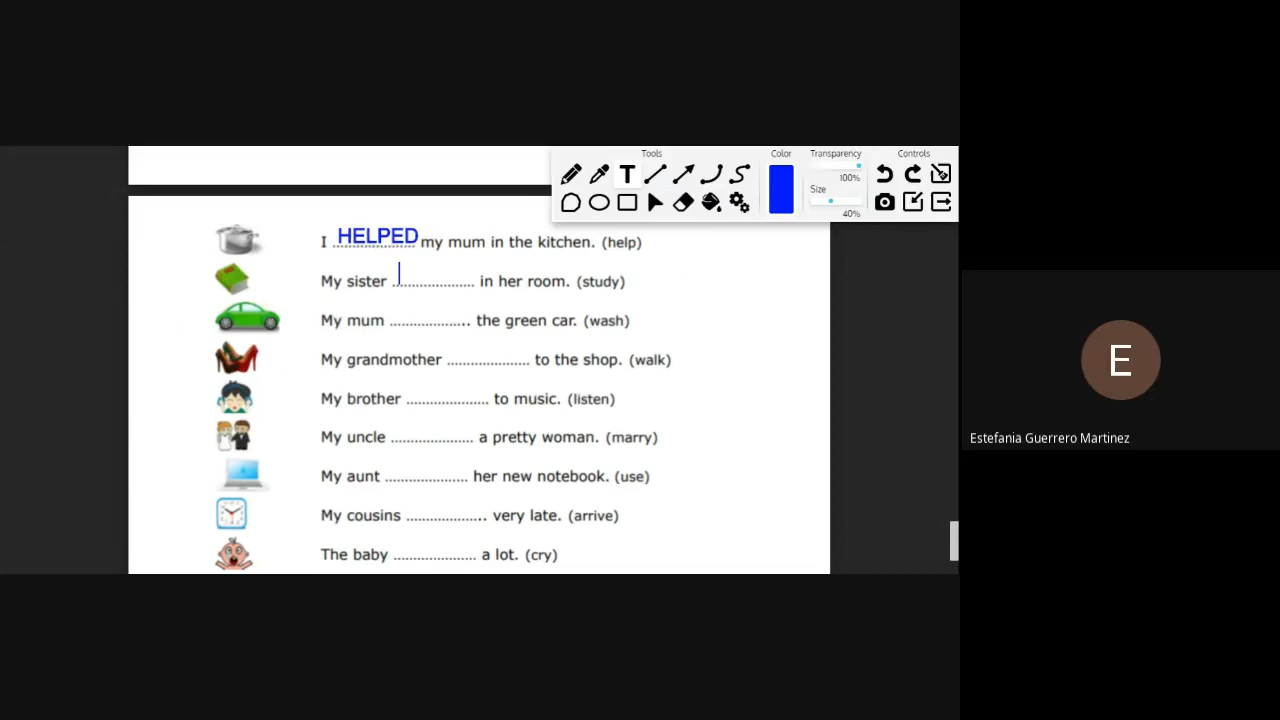 Tools
Color
Transparency
Controls
T
100%
Size
40%
I HELPED my mum in the kitchen. (help)
My sister .................... in her room. (study)
My mum .................... the green car. (wash)
My grandmother .................... to the shop. (walk)
My brother .................... to music. (listen)
My uncle .................... a pretty woman. (marry)
My aunt .................... her new notebook. (use)
My cousins .................... very late. (arrive)
The baby .................... a lot. (cry)
E
Estefania Guerrero Martinez